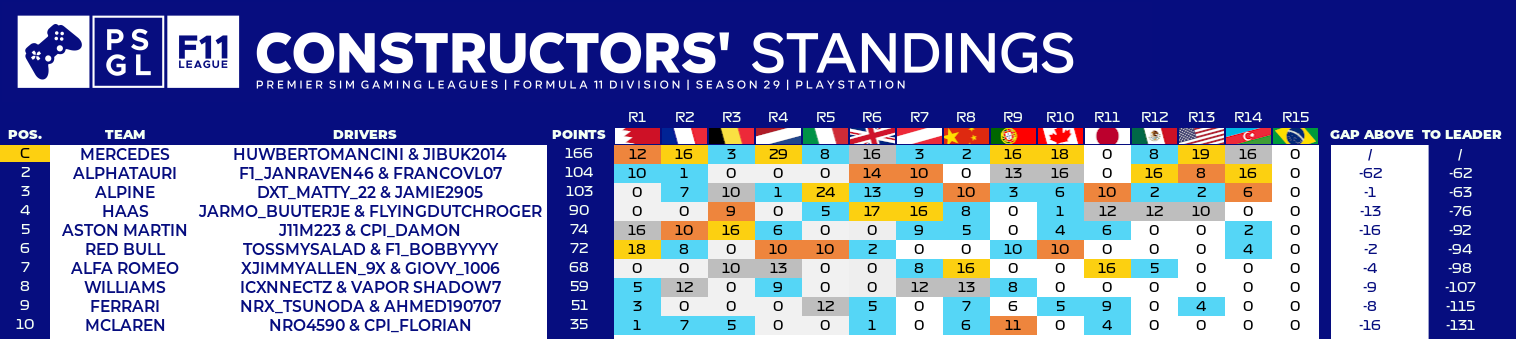 PS
GL
F11
LEAGUE
CONSTRUCTORS' STANDINGS
PREMIER SIM GAMING LEAGUES | FORMULA 11 DIVISION | SEASON 29 | PLAYSTATION
R1 R2 R3 R4 R5 R6 R7 R8 R9 R10 R11 R12 R13 R14 R15
POS. TEAM DRIVERS POINTS GAP ABOVE TO LEADER
C MERCEDES HUWBERTOMANCINI & JIBUK2014 166 12 16 3 29 8 16 3 2 16 18 0 8 19 16 0 / /
2 ALPHATAURI F1_JANRAVEN46 & FRANCOVL07 104 10 1 0 0 0 14 10 0 13 16 0 16 8 16 0 -62 -62
3 ALPINE DXT_MATTY_22 & JAMIE2905 103 0 7 10 1 24 13 9 10 3 6 10 2 2 6 0 -1 -63
4 HAAS JARMO_BUUTERJE & FLYINGDUTCHROGER 90 0 0 9 0 5 17 16 8 0 1 12 12 10 0 0 -13 -76
5 ASTON MARTIN J11M223 & CPI_DAMON 74 16 10 16 6 0 0 9 5 0 4 6 0 0 2 0 -16 -92
6 RED BULL TOSSMYSALAD & F1_BOBBYYYY 72 18 8 0 10 10 2 0 0 10 10 0 0 0 4 0 -2 -94
7 ALFA ROMEO XJIMMYALLEN_9X & GIOVY_1006 68 0 0 10 13 0 0 8 16 0 0 16 5 0 0 0 -4 -98
8 WILLIAMS ICXNNECTZ & VAPOR SHADOW7 59 5 12 0 9 0 0 12 13 8 0 0 0 0 0 0 -9 -107
9 FERRARI NRX_TSUNODA & AHMED190707 51 3 0 0 0 12 5 0 7 6 5 9 0 4 0 0 -8 -115
10 MCLAREN NRO4590 & CPI_FLORIAN 35 1 7 5 0 0 1 0 6 11 0 4 0 0 0 0 -16 -131